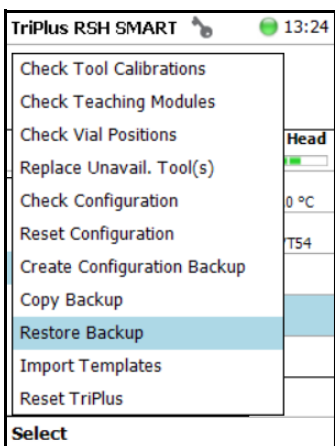 TriPlus RSH SMART 13:24
Check Tool Calibrations
Check Teaching Modules
Check Vial Positions
Head
Replace Unavail. Tool(s)
Check Configuration
0 °C
Reset Configuration
/T54
Create Configuration Backup
Copy Backup
Restore Backup
Import Templates
Reset TriPlus
Select